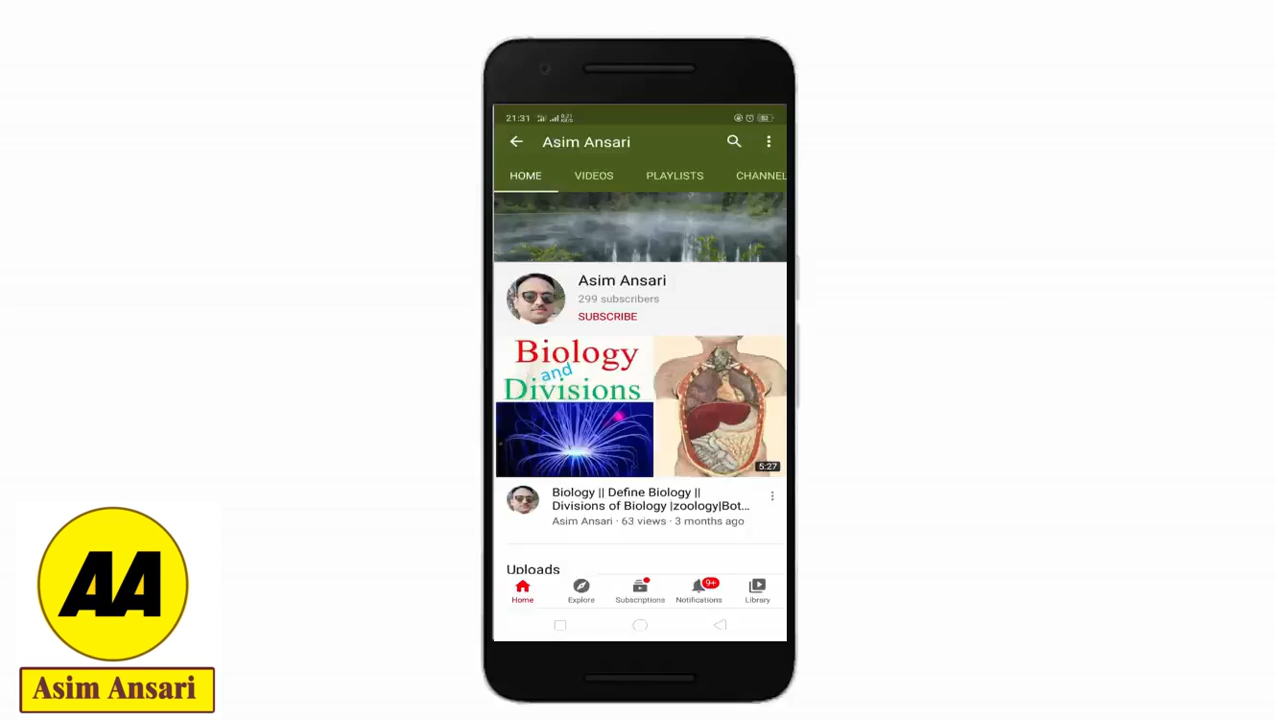 21:31
Asim Ansari
HOME VIDEOS PLAYLISTS CHANNEL
Asim Ansari
299 subscribers
SUBSCRIBE
Biology
and
Divisions
5:27
Biology || Define Biology ||
Divisions of Biology |zoology|Bot...
Asim Ansari · 63 views · 3 months ago
Uploads
9+
Home Explore Subscriptions Notifications Library
AA
Asim Ansari